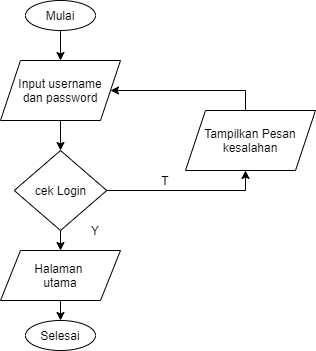 Mulai
Input username
dan password
Tampilkan Pesan
kesalahan
cek Login
T
Y
Halaman
utama
Selesai